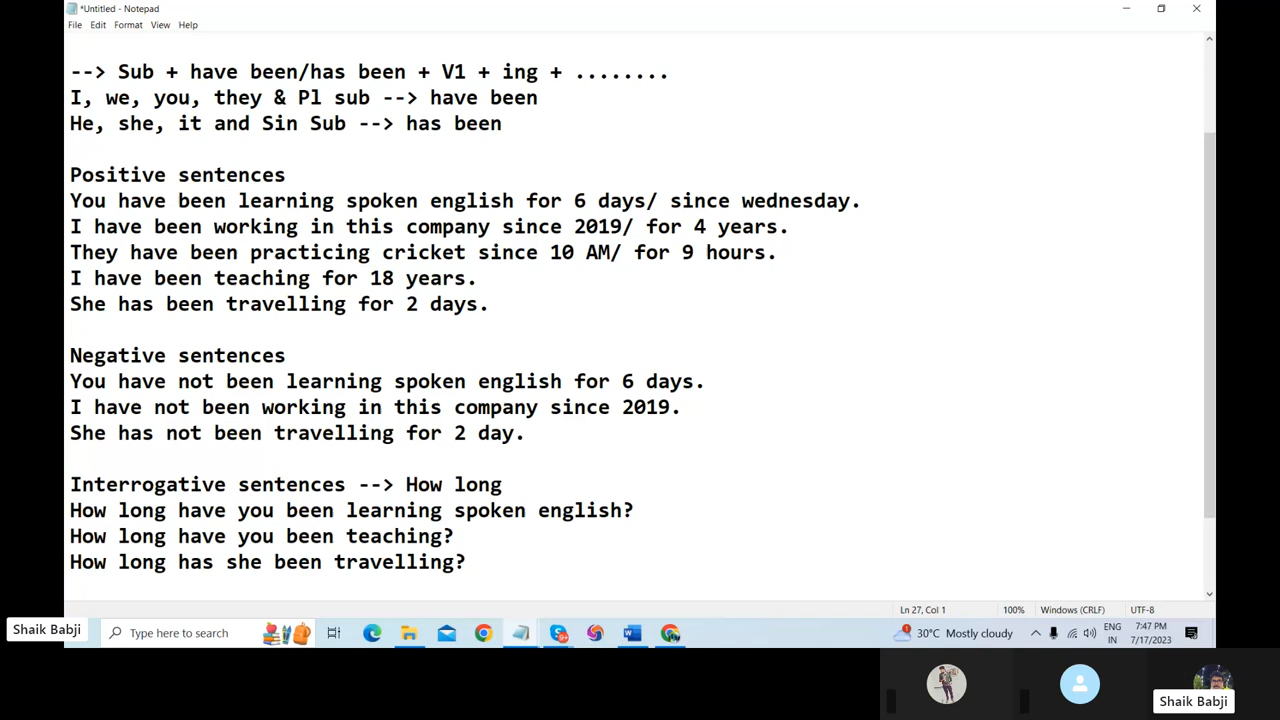 *Untitled - Notepad
File Edit Format View Help
--> Sub + have been/has been + V1 + ing + ........
I, we, you, they & Pl sub --> have been
He, she, it and Sin Sub --> has been
Positive sentences
You have been learning spoken english for 6 days/ since wednesday.
I have been working in this company since 2019/ for 4 years.
They have been practicing cricket since 10 AM/ for 9 hours.
I have been teaching for 18 years.
She has been travelling for 2 days.
Negative sentences
You have not been learning spoken english for 6 days.
I have not been working in this company since 2019.
She has not been travelling for 2 day.
Interrogative sentences --> How long
How long have you been learning spoken english?
How long have you been teaching?
How long has she been travelling?
Ln 27, Col 1 100% Windows (CRLF) UTF-8
Shaik Babji
Type here to search
30°C Mostly cloudy
ENG
IN
7:47 PM
7/17/2023
Shaik Babji